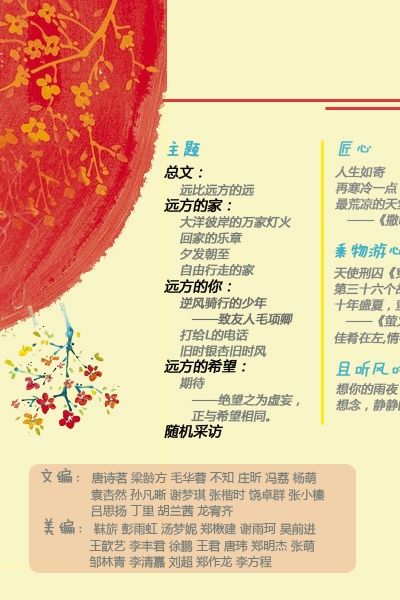 主题
总文：
远比远方的远
远方的家：
大洋彼岸的万家灯火
回家的乐章
夕发朝至
自由行走的家
远方的你：
逆风骑行的少年
——致友人毛项卿
打给L的电话
旧时银杏旧时风
远方的希望：
期待
——绝望之为虚妄，
正与希望相同。
随机采访
匠心
人生如寄
再寒冷一点
最荒凉的天
——《撒
乘物游心
天使刑囚《
第三十六个
十年盛夏，
——《萤
佳肴在左,情
且听风吟
想你的雨夜
想念，静静
文编：唐诗茗 梁龄方 毛华蓉 不知 庄昕 冯荔 杨萌
袁杏然 孙凡晰 谢梦琪 张楷时 饶卓群 张小榛
吕思扬 丁里 胡兰茜 龙宥齐
美编：靺旂 彭雨虹 汤梦妮 郑楸建 谢雨珂 吴前进
王歆艺 李丰君 徐鹏 王君 唐玮 郑明杰 张萌
邹林青 李清嘉 刘超 郑作龙 李方程